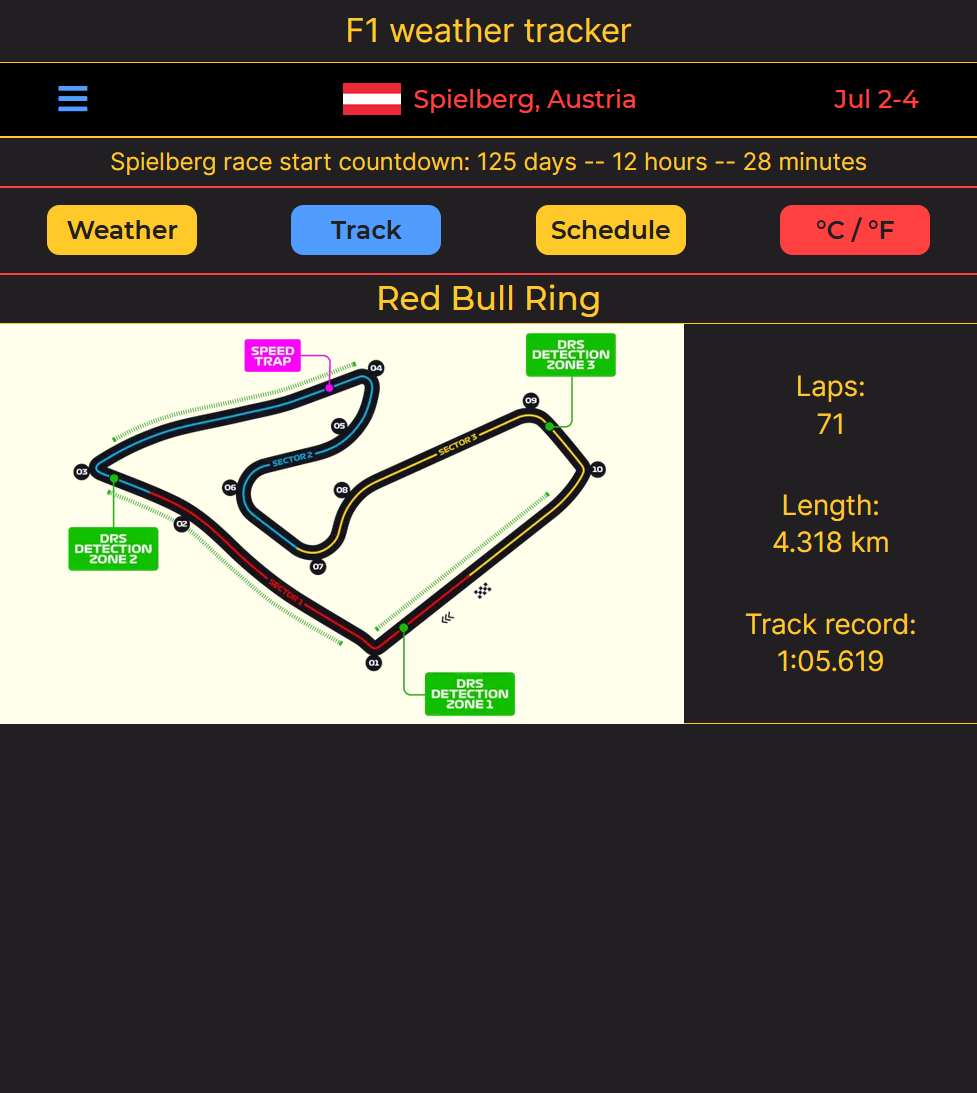 F1 weather tracker
Spielberg, Austria
Jul 2-4
Spielberg race start countdown: 125 days -- 12 hours -- 28 minutes
Weather
Track
Schedule
°C / °F
Red Bull Ring
SPEED
TRAP
04
DRS
DETECTION
ZONE 3
09
05
SECTOR 2
SECTOR 3
03
06
08
10
02
DRS
DETECTION
ZONE 2
07
SECTOR 1
01
DRS
DETECTION
ZONE 1
Laps:
71
Length:
4.318 km
Track record:
1:05.619